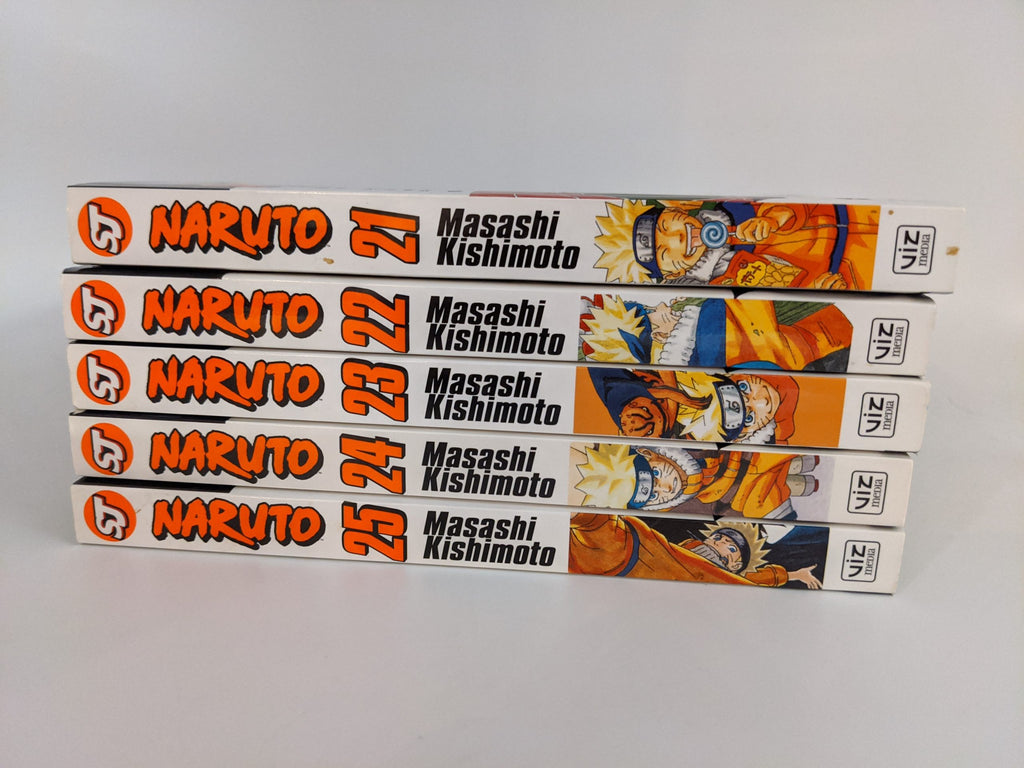 SJ NARUTO 21 Masashi Kishimoto VIZ MEDIA
SJ NARUTO 22 Masashi Kishimoto VIZ MEDIA
SJ NARUTO 23 Masashi Kishimoto VIZ MEDIA
SJ NARUTO 24 Masashi Kishimoto VIZ MEDIA
SJ NARUTO 25 Masashi Kishimoto VIZ MEDIA